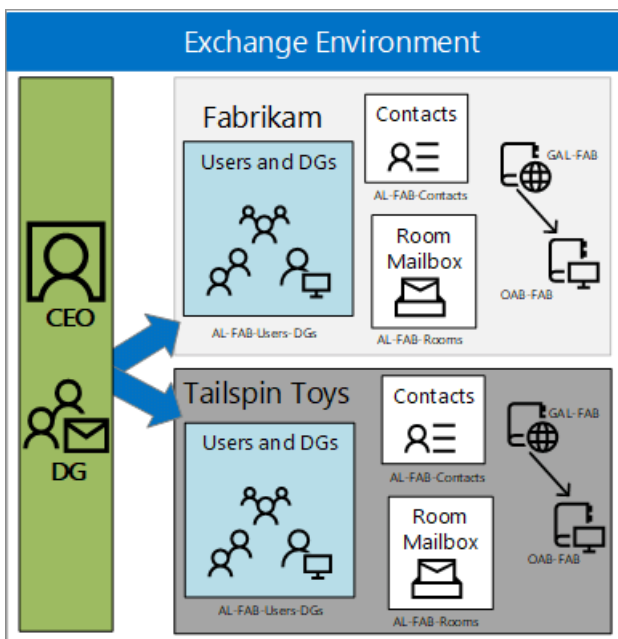 Exchange Environment
CEO
DG
Fabrikam
Users and DGs
AL-FAB-Users-DGs
Contacts
AL-FAB-Contacts
Room
Mailbox
AL-FAB-Rooms
GAL-FAB
OAB-FAB
Tailspin Toys
Users and DGs
AL-FAB-Users-DGs
Contacts
AL-FAB-Contacts
Room
Mailbox
AL-FAB-Rooms
GAL-FAB
OAB-FAB